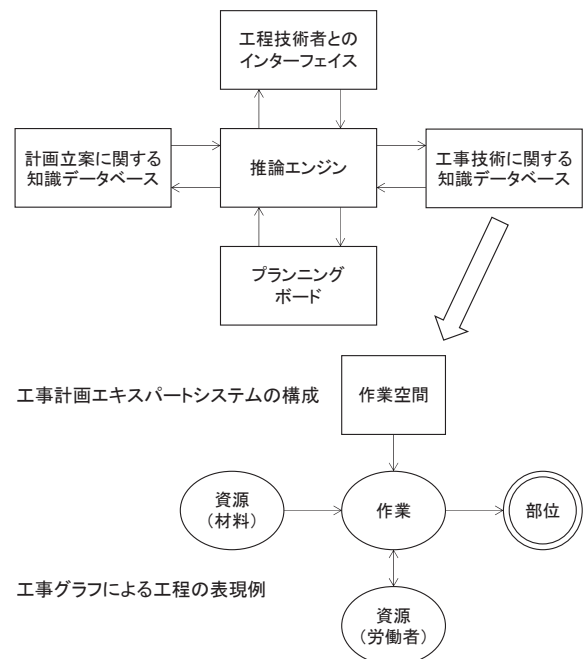 工程技術者との
インターフェイス
計画立案に関する
知識データベース
推論エンジン
工事技術に関する
知識データベース
プランニング
ボード
工事計画エキスパートシステムの構成
作業空間
資源
(材料)
作業
部位
工事グラフによる工程の表現例
資源
(労働者)